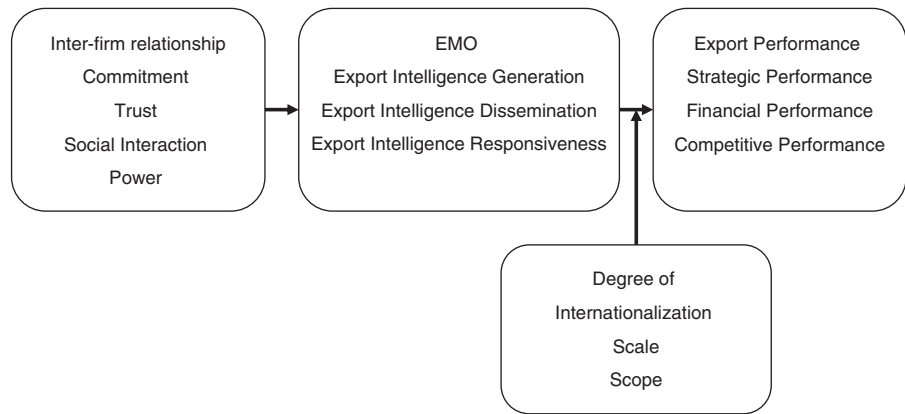 Inter-firm relationship
Commitment
Trust
Social Interaction
Power
EMO
Export Intelligence Generation
Export Intelligence Dissemination
Export Intelligence Responsiveness
Export Performance
Strategic Performance
Financial Performance
Competitive Performance
Degree of
Internationalization
Scale
Scope